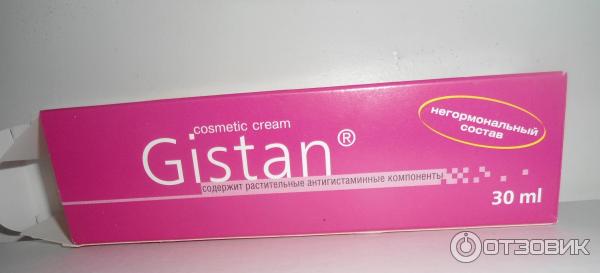 cosmetic cream
Gistan®
содержит растительные антигистаминные компоненты
негормональный
состав
30 ml
ОТЗОВИК